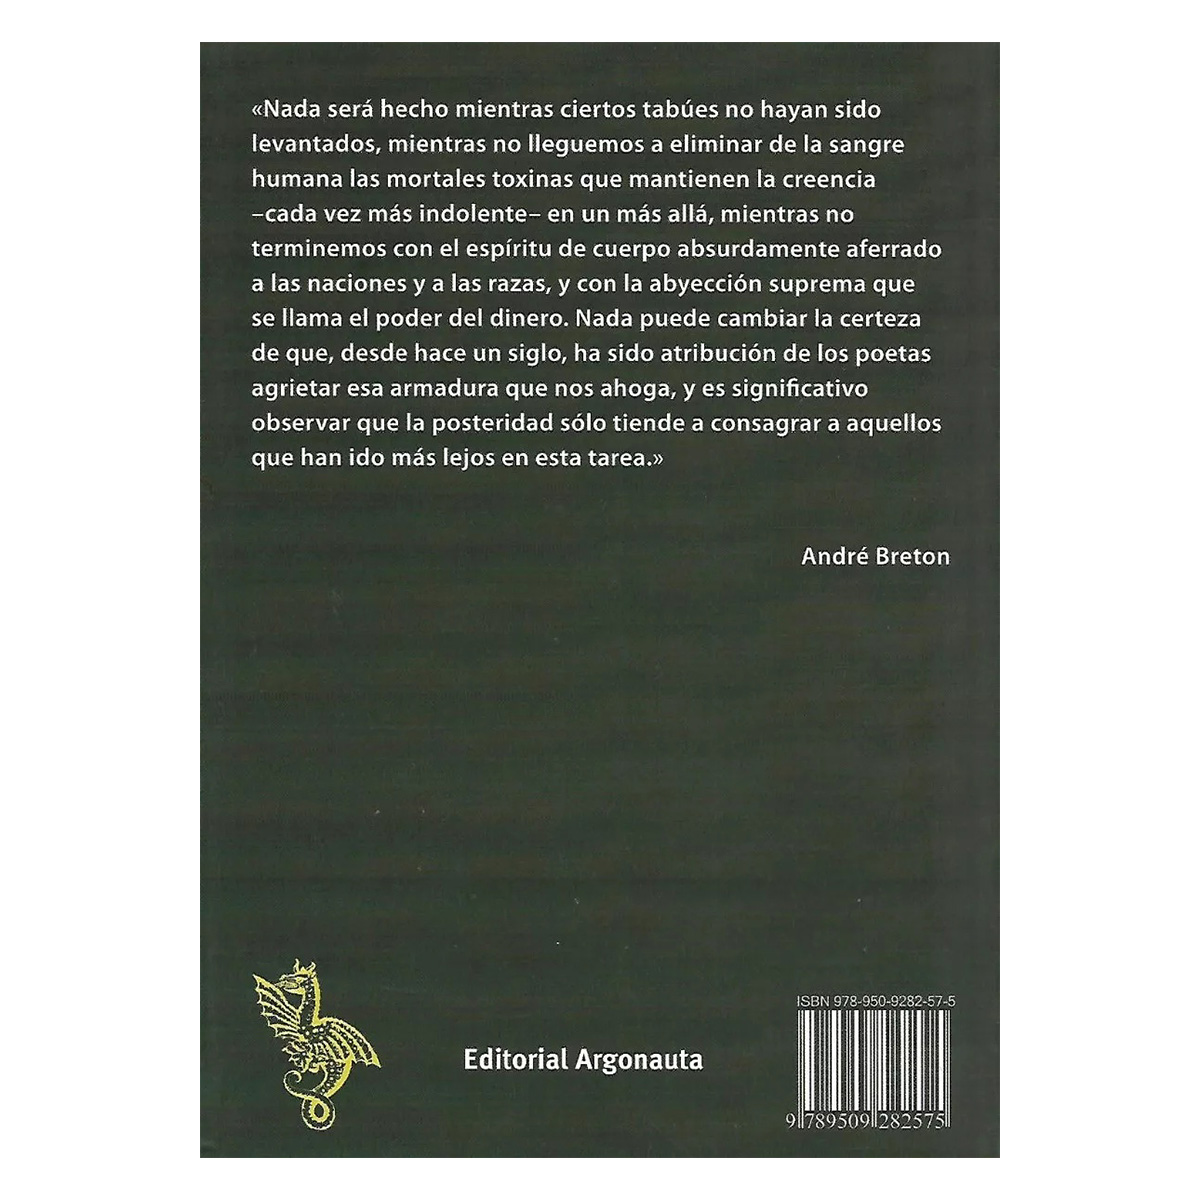 «Nada será hecho mientras ciertos tabúes no hayan sido
levantados, mientras no lleguemos a eliminar de la sangre
humana las mortales toxinas que mantienen la creencia
–cada vez más indolente– en un más allá, mientras no
terminemos con el espíritu de cuerpo absurdamente aferrado
a las naciones y a las razas, y con la abyección suprema que
se llama el poder del dinero. Nada puede cambiar la certeza
de que, desde hace un siglo, ha sido atribución de los poetas
agrietar esa armadura que nos ahoga, y es significativo
observar que la posteridad sólo tiende a consagrar a aquellos
que han ido más lejos en esta tarea.»
André Breton
Editorial Argonauta
ISBN 978-950-9282-57-5
9 789509 282575